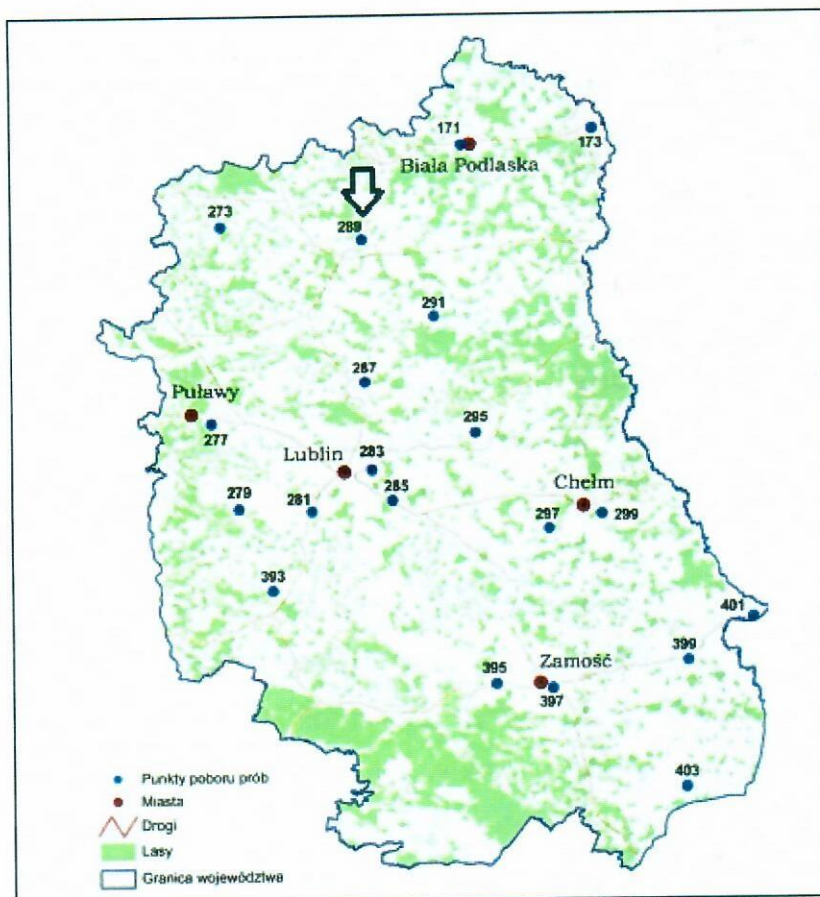 171
173
Biała Podlaska
273
289
291
287
Puławy
295
277
Lublin
283
Chełm
279
281
285
297
299
393
401
399
395
Zamość
397
403
Punkty poboru prób
Miasta
Drogi
Lasy
Granica województwa